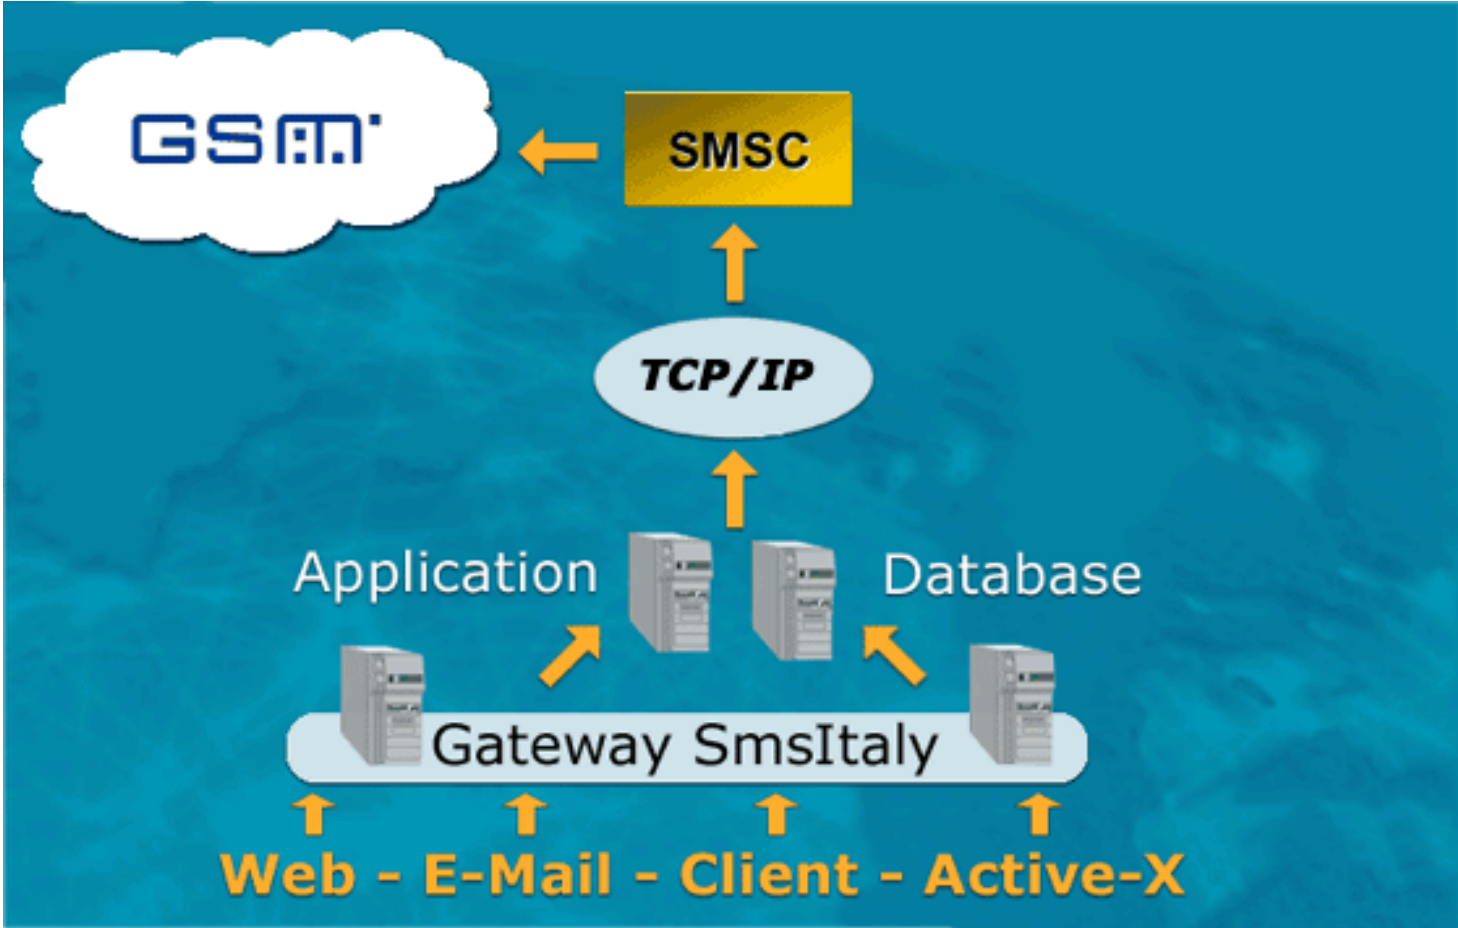 GSM
SMSC
TCP/IP
Application
Database
Gateway SmsItaly
Web - E-Mail - Client - Active-X